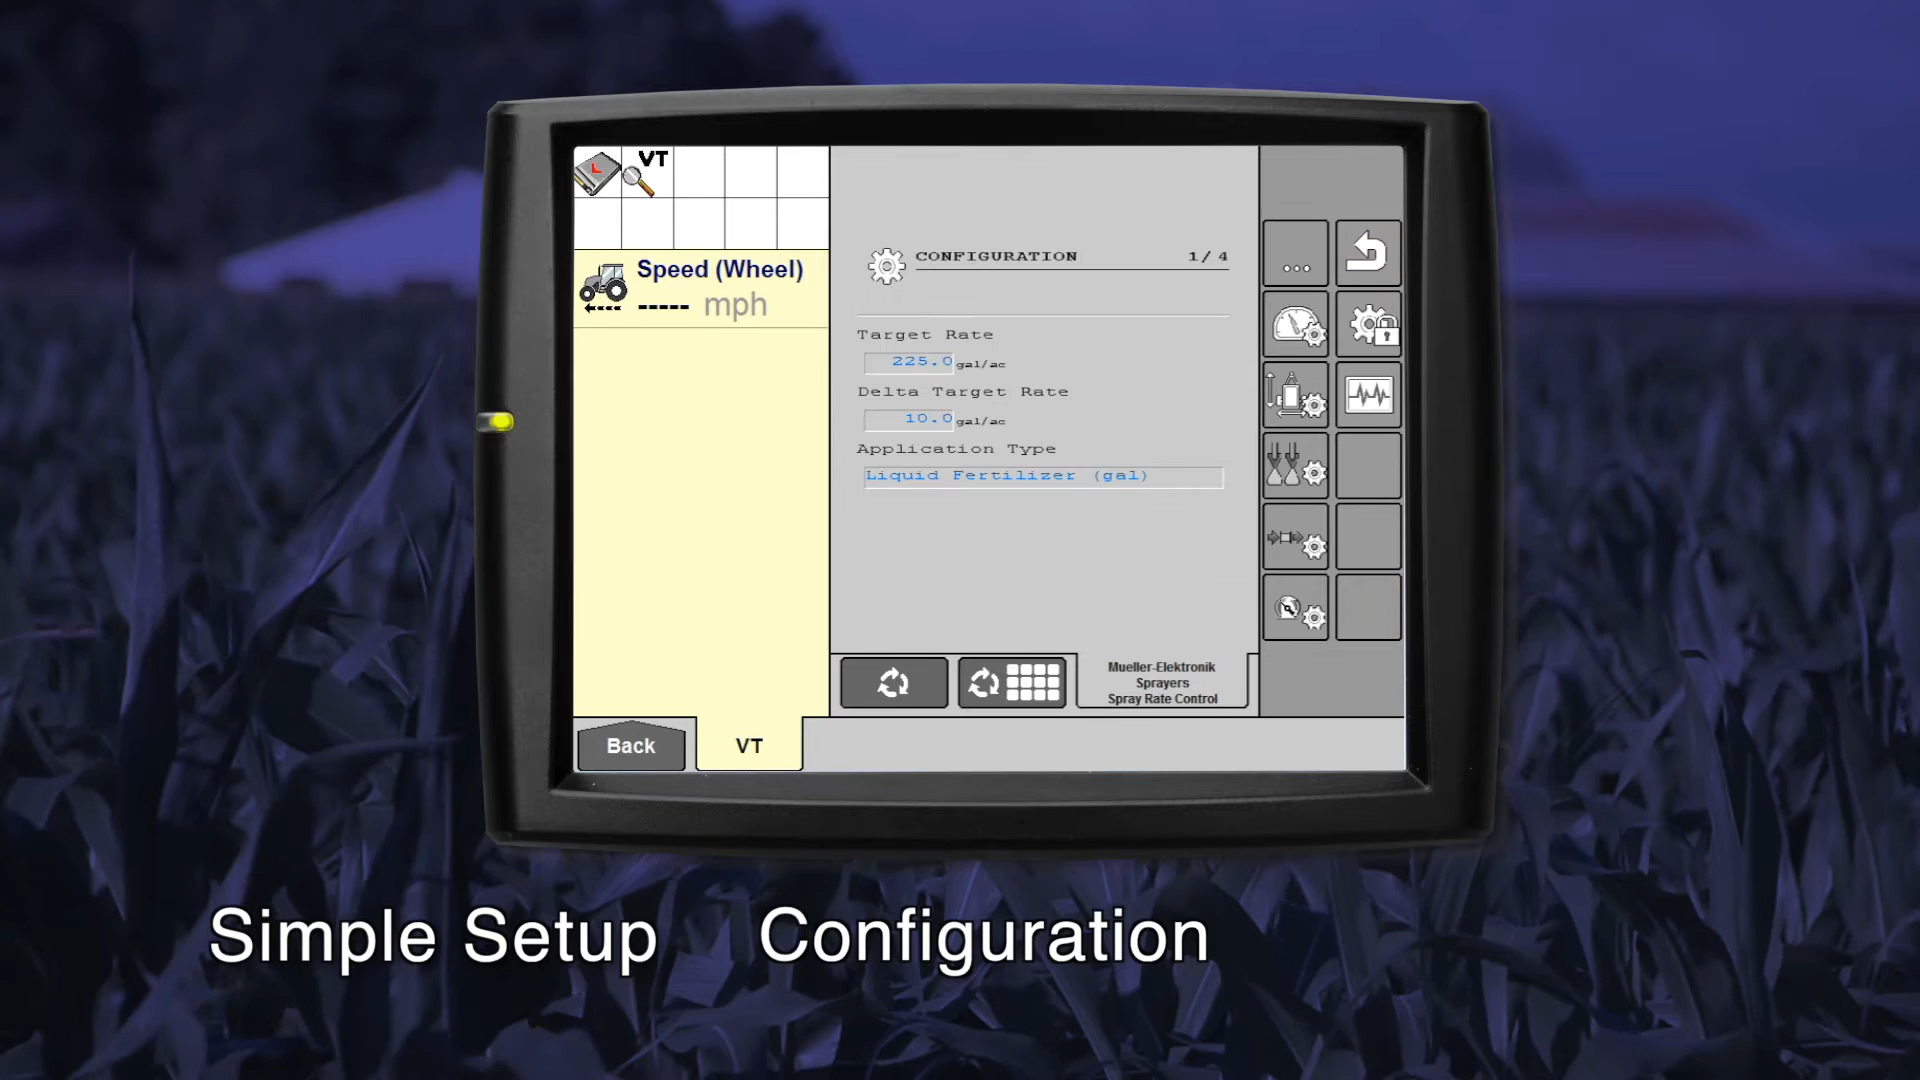 VT
Speed (Wheel)
----- mph
CONFIGURATION 1/4
Target Rate
225.0 gal/ac
Delta Target Rate
10.0 gal/ac
Application Type
Liquid Fertilizer (gal)
...
Mueller-Elektronik
Sprayers
Spray Rate Control
Back
VT
Simple Setup Configuration